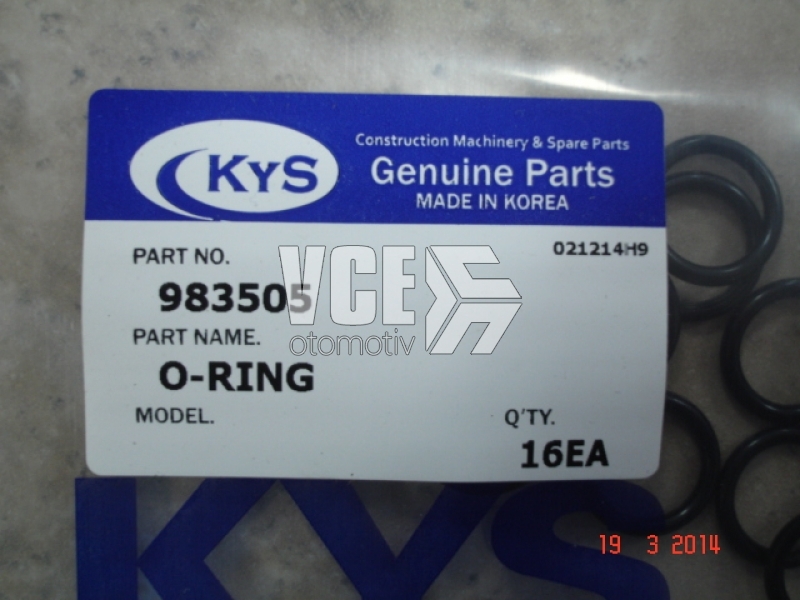 KYS
Construction Machinery & Spare Parts
Genuine Parts
MADE IN KOREA
PART NO.
021214H9
983505
VCE
otomotiv
PART NAME.
O-RING
MODEL.
Q'TY.
16EA
KYS
19 3 2014